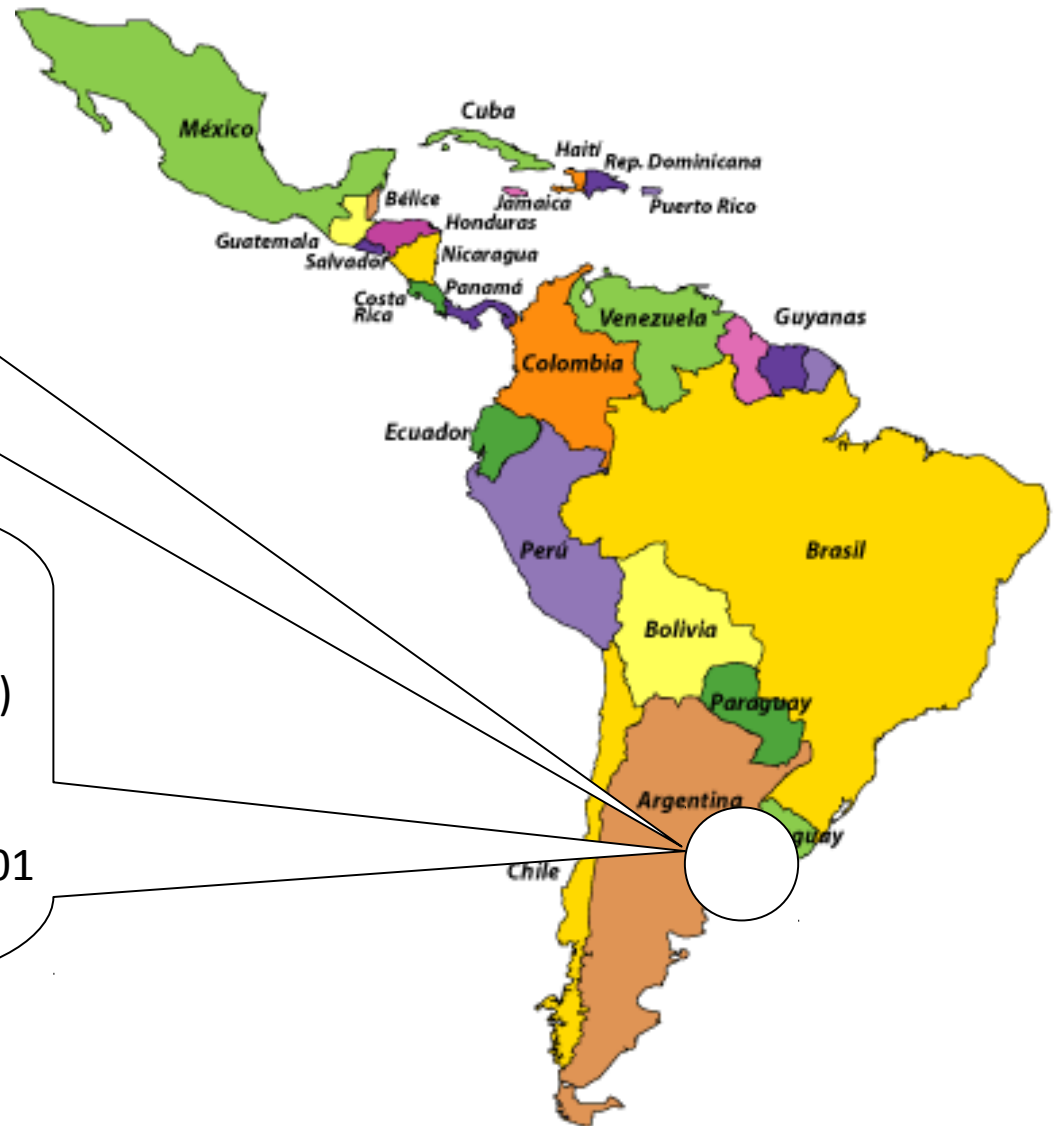 Cuba
México
Haití
Rep. Dominicana
Jamaica
Puerto Rico
Bélice
Honduras
Guatemala
Salvador
Nicaragua
Costa
Rica
Panamá
Venezuela
Guyanas
Colombia
Ecuador
Perú
Brasil
Bolivia
)
Paraguay
Argentina
guay
01
Chile